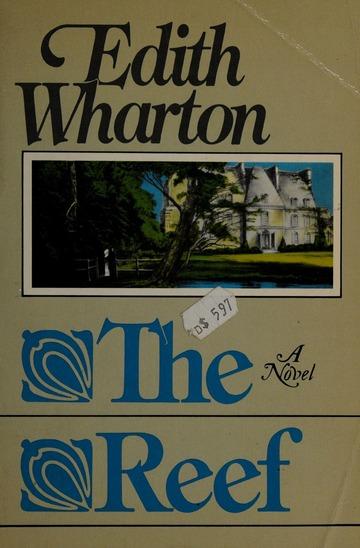 Edith
Wharton
D$ 597
The
A
Novel
Reef